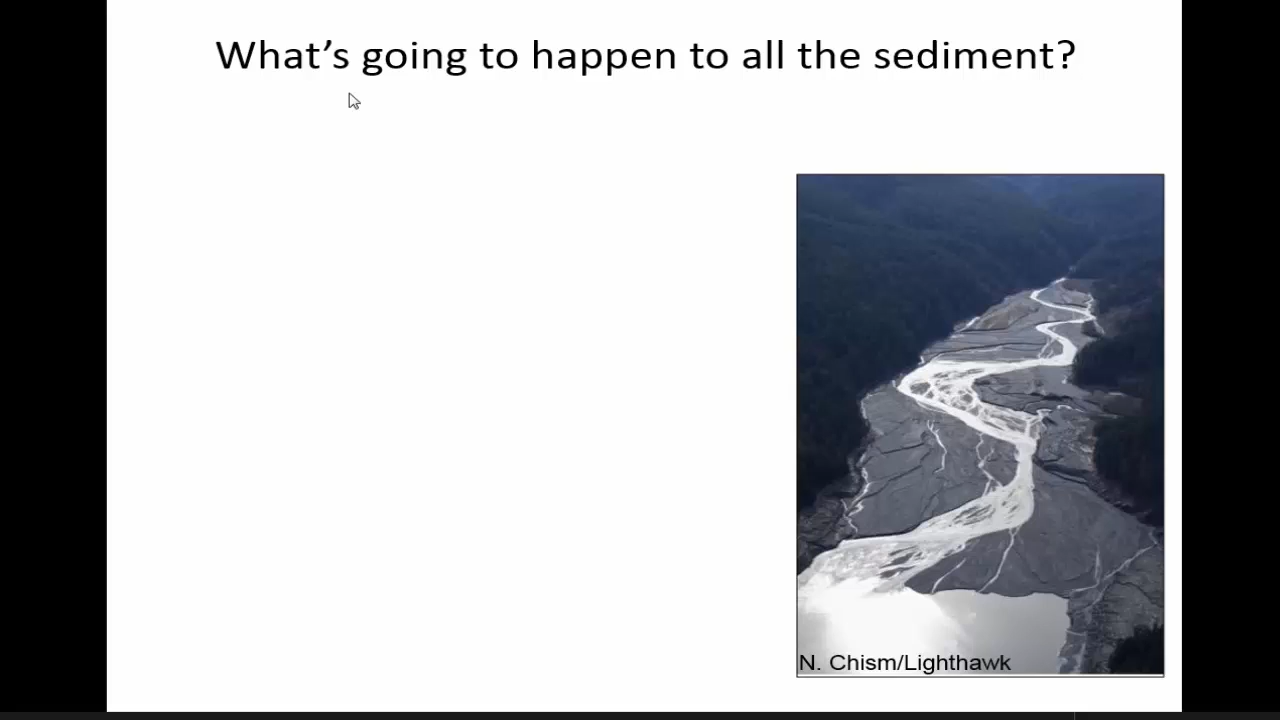 What’s going to happen to all the sediment?
N. Chism/Lighthawk